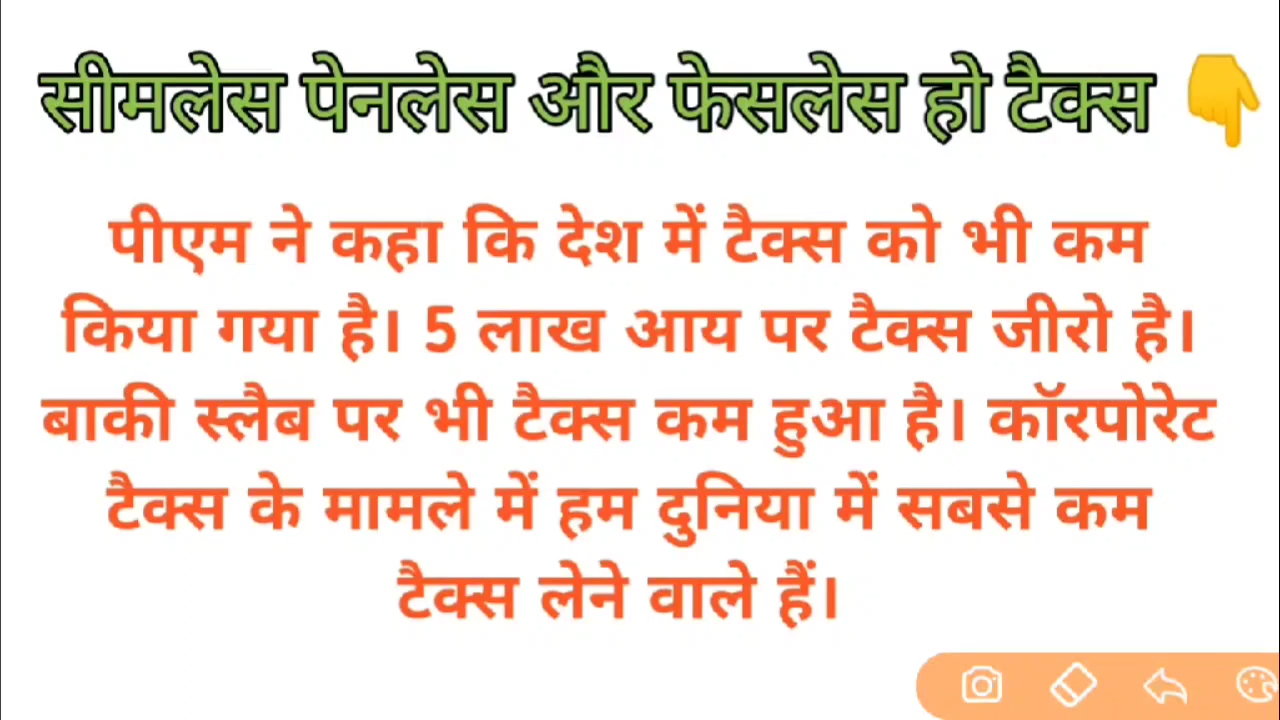 सीमलेस पेनलेस और फेसलेस हो टैक्स 👇
पीएम ने कहा कि देश में टैक्स को भी कम
किया गया है। 5 लाख आय पर टैक्स जीरो है।
बाकी स्लैब पर भी टैक्स कम हुआ है। कॉरपोरेट
टैक्स के मामले में हम दुनिया में सबसे कम
टैक्स लेने वाले हैं।